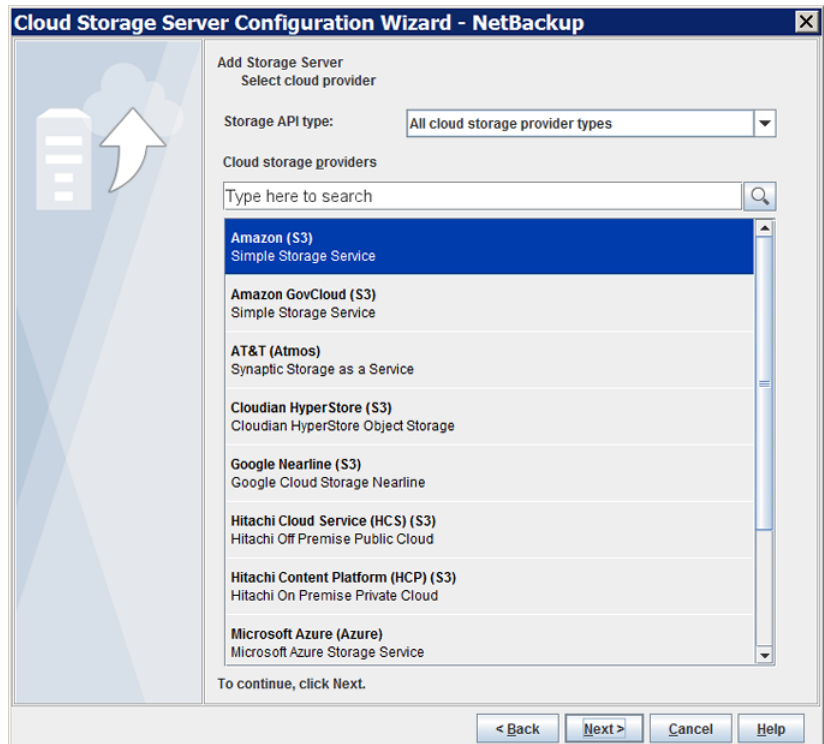 Cloud Storage Server Configuration Wizard - NetBackup
Add Storage Server
Select cloud provider
Storage API type:
All cloud storage provider types
Cloud storage providers
Type here to search
Amazon (S3)
Simple Storage Service
Amazon GovCloud (S3)
Simple Storage Service
AT&T (Atmos)
Synaptic Storage as a Service
Cloudian HyperStore (S3)
Cloudian HyperStore Object Storage
Google Nearline (S3)
Google Cloud Storage Nearline
Hitachi Cloud Service (HCS) (S3)
Hitachi Off Premise Public Cloud
Hitachi Content Platform (HCP) (S3)
Hitachi On Premise Private Cloud
Microsoft Azure (Azure)
Microsoft Azure Storage Service
To continue, click Next.
< Back Next > Cancel Help